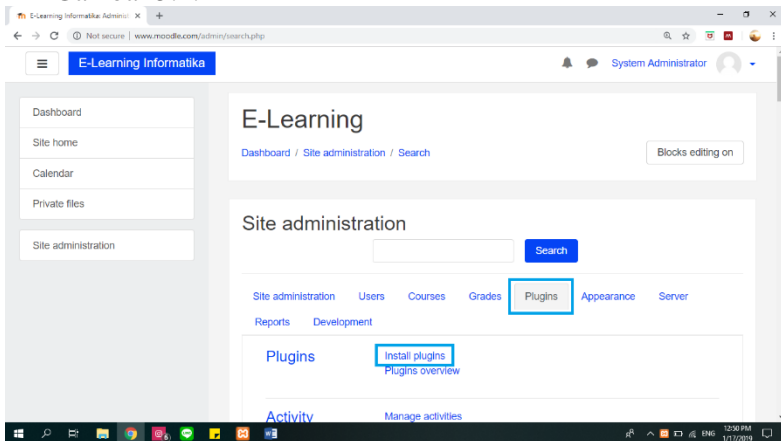 E-Learning Informatika: Administ
Not secure | www.moodle.com/admin/search.php
E-Learning Informatika
System Administrator
Dashboard
Site home
Calendar
Private files
Site administration
E-Learning
Dashboard / Site administration / Search
Blocks editing on
Site administration
Search
Site administration Users Courses Grades Plugins Appearance Server
Reports Development
Plugins
Install plugins
Plugins overview
Activity
Manage activities
ENG
12:50 PM
1/17/2019